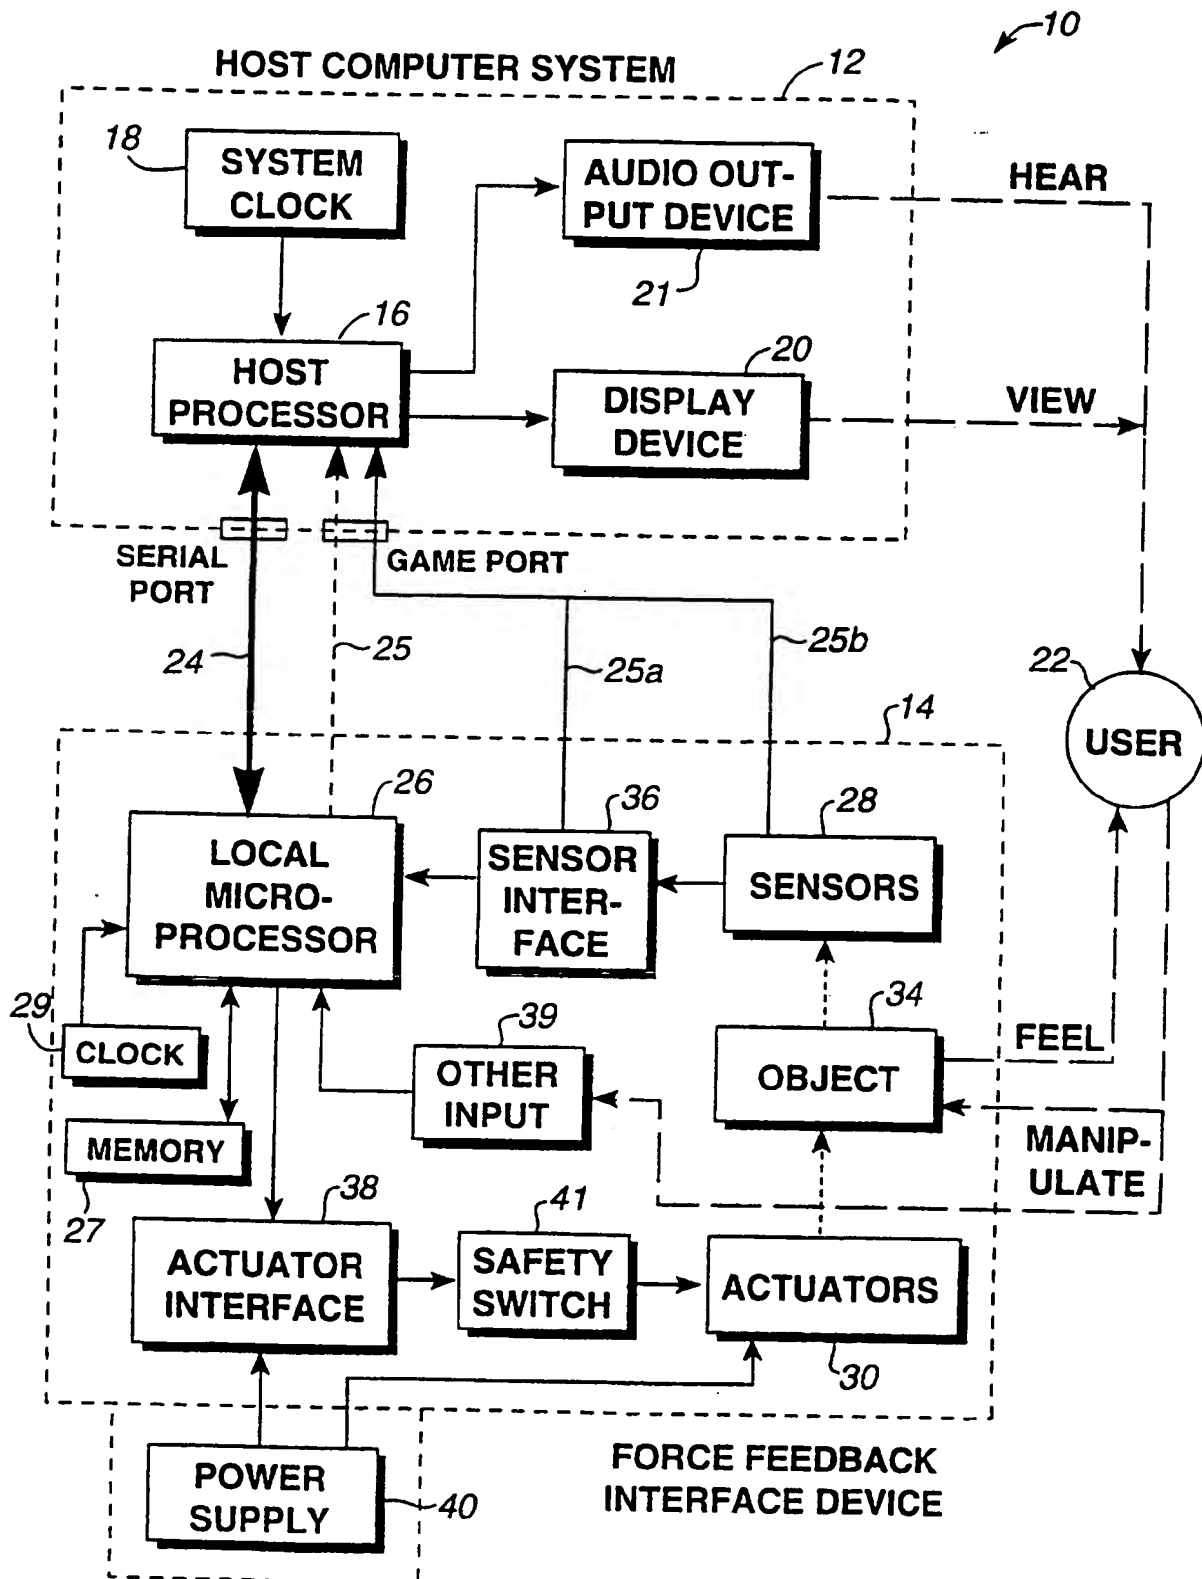 10
HOST COMPUTER SYSTEM
12
18
SYSTEM
CLOCK
AUDIO OUT-
PUT DEVICE
21
HEAR
16
HOST
PROCESSOR
20
DISPLAY
DEVICE
VIEW
SERIAL
PORT
GAME PORT
24
25
25a
25b
22
USER
14
26
LOCAL
MICRO-
PROCESSOR
36
SENSOR
INTER-
FACE
28
SENSORS
29
CLOCK
39
OTHER
INPUT
34
OBJECT
FEEL
MANIP-
ULATE
MEMORY
27
38
ACTUATOR
INTERFACE
41
SAFETY
SWITCH
ACTUATORS
30
POWER
SUPPLY
40
FORCE FEEDBACK
INTERFACE DEVICE